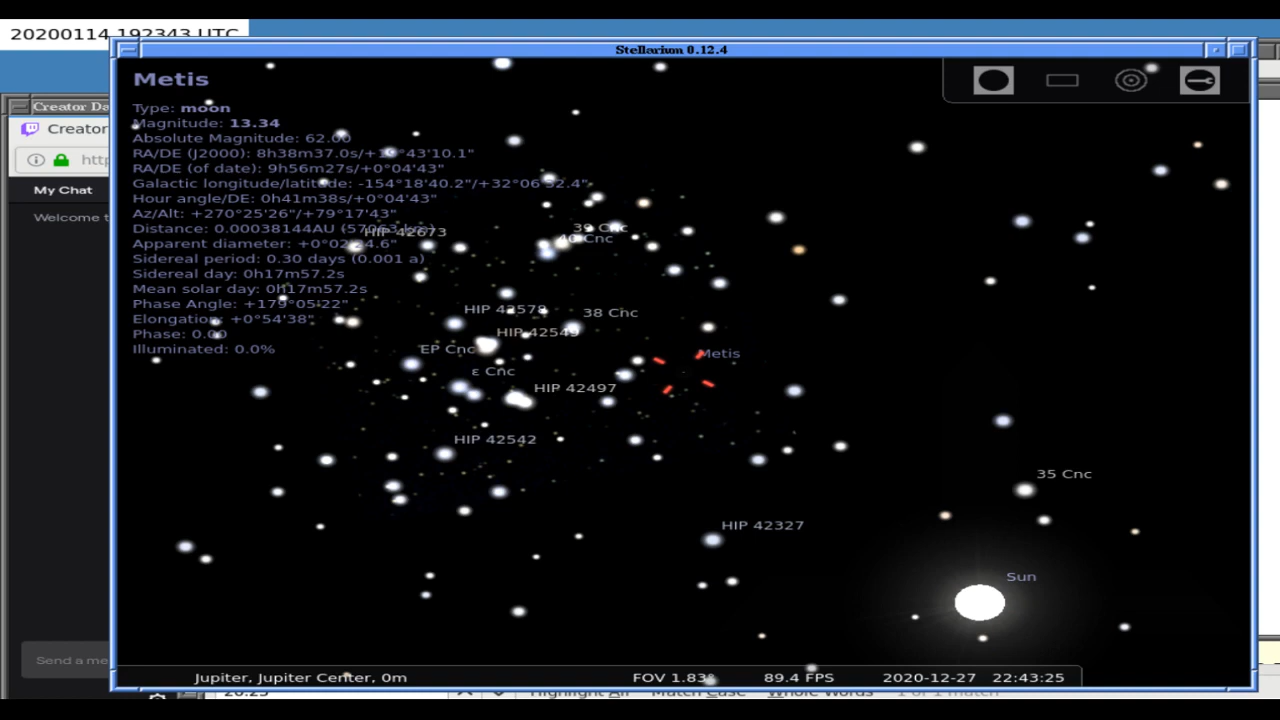 20200114 192343 UTC
Stellarium 0.12.4
Creator Da
Creator
http
My Chat
Welcome t
Send a me
Metis
Type: moon
Magnitude: 13.34
Absolute Magnitude: 62.00
RA/DE (J2000): 8h38m37.0s/+19°43'10.1"
RA/DE (of date): 9h56m27s/+0°04'43"
Galactic longitude/latitude: -154°18'40.2"/+32°06'52.4"
Hour angle/DE: 0h41m38s/+0°04'43"
Az/Alt: +270°25'26"/+79°17'43"
Distance: 0.00038144AU
Apparent diameter: +0°02'24.6"
Sidereal period: 0.30 days (0.001 a)
Sidereal day: 0h17m57.2s
Mean solar day: 0h17m57.2s
Phase Angle: +179°05'22"
Elongation: +0°54'38"
Phase: 0.00
Illuminated: 0.0%
HIP 42673
39 Cnc
40 Cnc
HIP 42578
38 Cnc
HIP 42549
EP Cnc
Metis
ε Cnc
HIP 42497
HIP 42542
35 Cnc
HIP 42327
Sun
Jupiter, Jupiter Center, 0m
FOV 1.83°
89.4 FPS
2020-12-27 22:43:25
Highlight All
Match Case
Whole Words
1 of 1 match